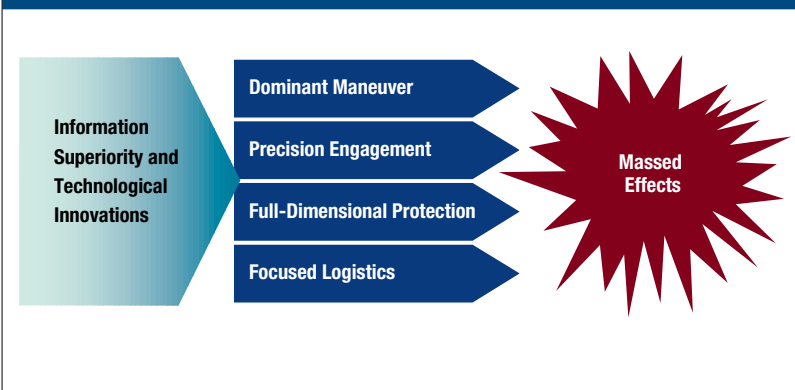 Information
Superiority and
Technological
Innovations
Dominant Maneuver
Precision Engagement
Full-Dimensional Protection
Focused Logistics
Massed
Effects